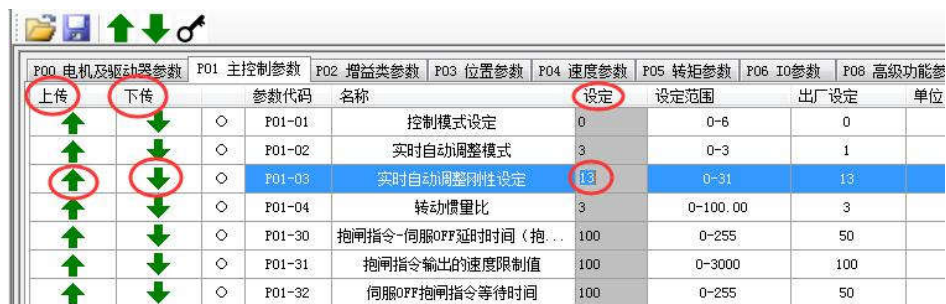 P00 电机及驱动器参数 P01 主控制参数 P02 增益类参数 P03 位置参数 P04 速度参数 P05 转矩参数 P06 IO参数 P08 高级功能参
上传 下传 参数代码 名称 设定 设定范围 出厂设定 单位
P01-01 控制模式设定 0 0-6 0
P01-02 实时自动调整模式 3 0-3 1
P01-03 实时自动调整刚性设定 13 0-31 13
P01-04 转动惯量比 3 0-100.00 3
P01-30 抱闸指令-伺服OFF延时时间（抱... 100 0-255 50
P01-31 抱闸指令输出的速度限制值 100 0-3000 100
P01-32 伺服OFF抱闸指令等待时间 100 0-255 50